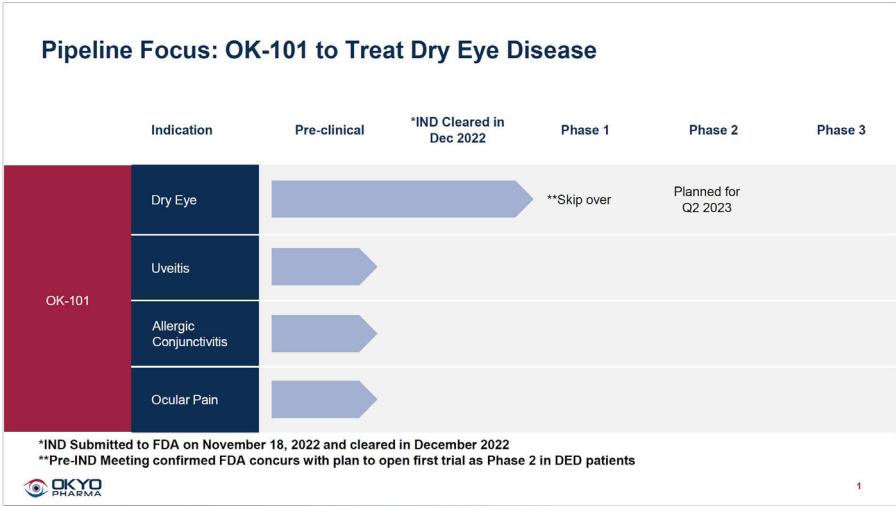 Pipeline Focus: OK-101 to Treat Dry Eye Disease
Indication
Pre-clinical
*IND Cleared in
Dec 2022
Phase 1
Phase 2
Phase 3
OK-101
Dry Eye
**Skip over
Planned for
Q2 2023
Uveitis
Allergic
Conjunctivitis
Ocular Pain
*IND Submitted to FDA on November 18, 2022 and cleared in December 2022
**Pre-IND Meeting confirmed FDA concurs with plan to open first trial as Phase 2 in DED patients
OKYO
PHARMA
1